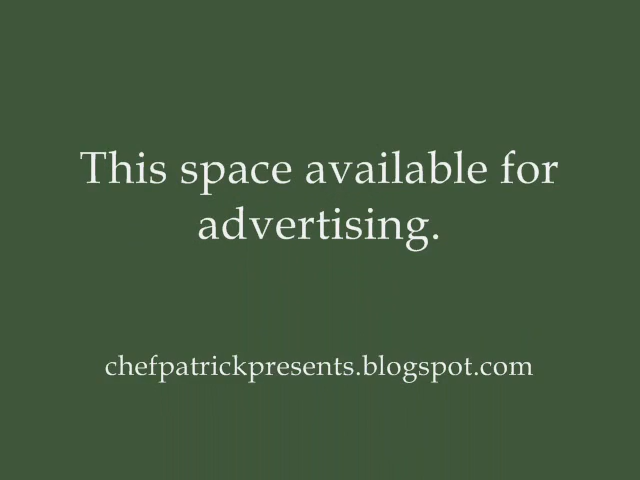 This space available for
advertising.
chefpatrickpresents.blogspot.com